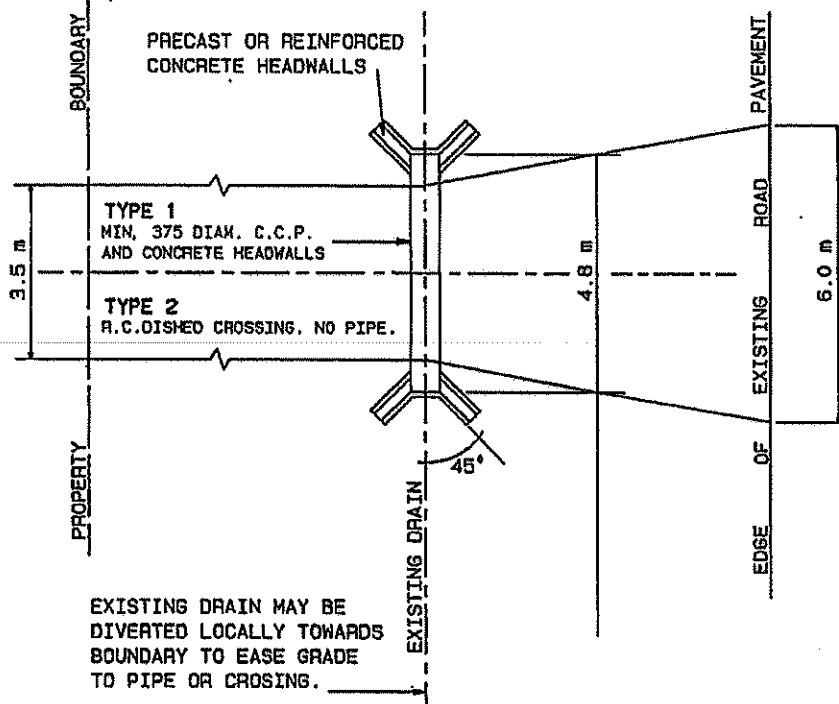 BOUNDARY
PRECAST OR REINFORCED
CONCRETE HEADWALLS
PAVEMENT
TYPE 1
MIN, 375 DIAM. C.C.P.
AND CONCRETE HEADWALLS
3.5 m
TYPE 2
R.C.DISHED CROSSING. NO PIPE.
4.8 m
ROAD
6.0 m
EXISTING
PROPERTY
45°
EXISTING DRAIN
OF
EDGE
EXISTING DRAIN MAY BE
DIVERTED LOCALLY TOWARDS
BOUNDARY TO EASE GRADE
TO PIPE OR CROSING.